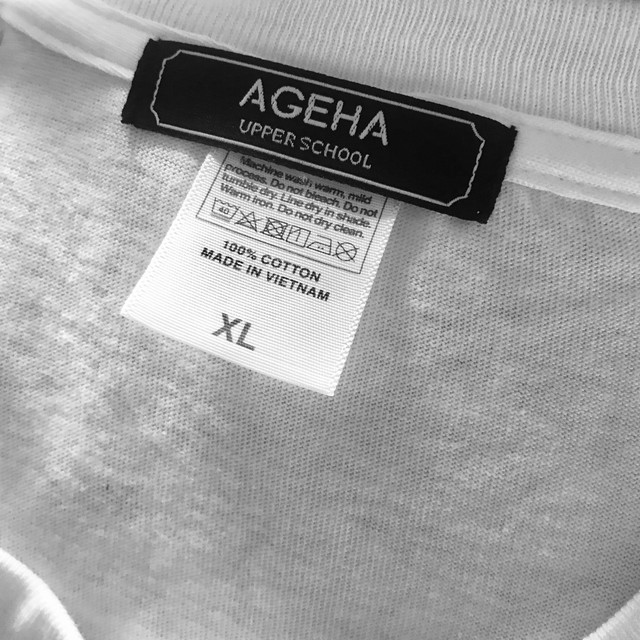 AGEHA
UPPER SCHOOL
Machine wash warm, mild
process. Do not bleach. Do not
tumble dry. Line dry in shade.
Warm iron. Do not dry clean.
40
100% COTTON
MADE IN VIETNAM
XL